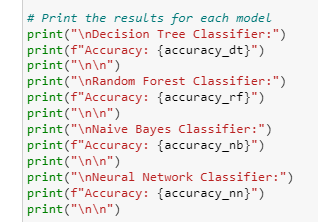 # Print the results for each model
print("\nDecision Tree Classifier:")
print(f"Accuracy: {accuracy_dt}")
print("\n\n")
print("\nRandom Forest Classifier:")
print(f"Accuracy: {accuracy_rf}")
print("\n\n")
print("\nNaive Bayes Classifier:")
print(f"Accuracy: {accuracy_nb}")
print("\n\n")
print("\nNeural Network Classifier:")
print(f"Accuracy: {accuracy_nn}")
print("\n\n")